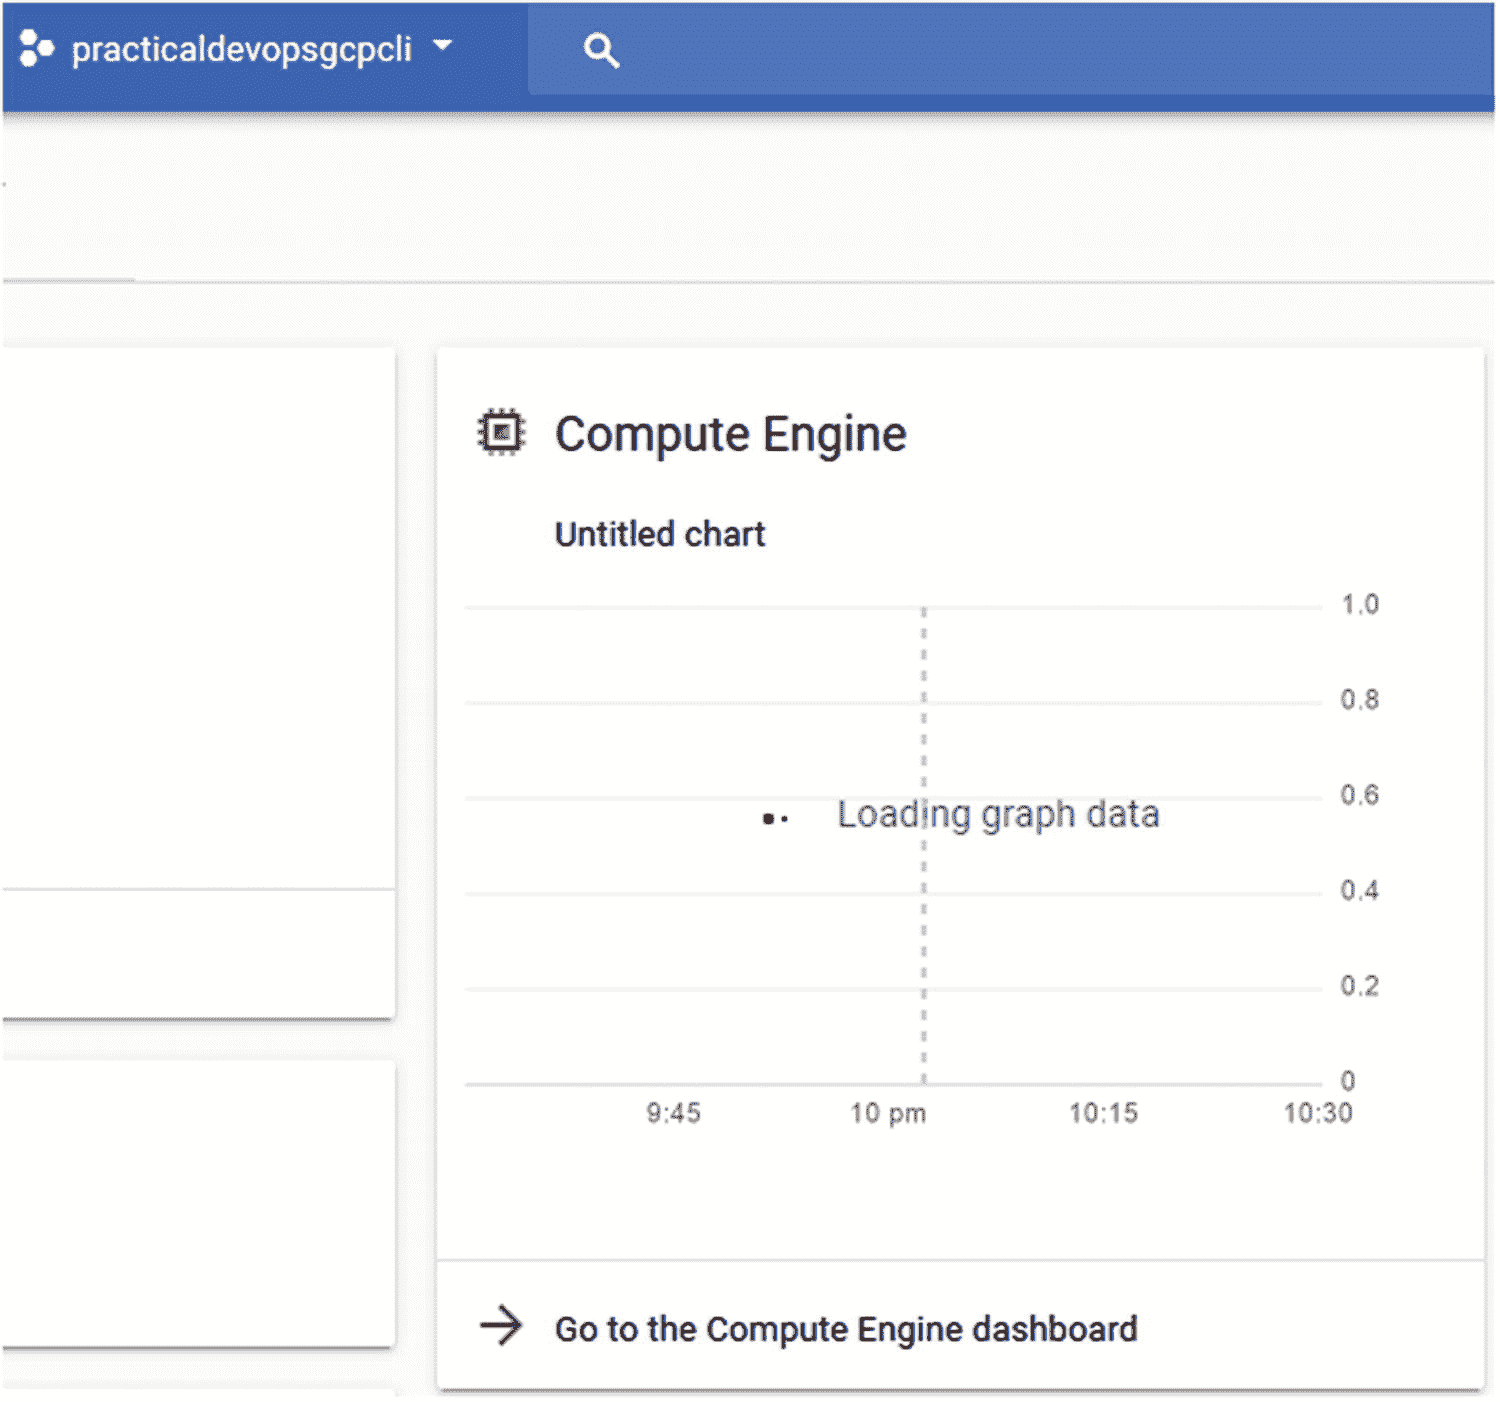 practicaldevopsgcpcli
Compute Engine
Untitled chart
1.0
0.8
0.6
Loading graph data
0.4
0.2
0
9:45 10 pm 10:15 10:30
Go to the Compute Engine dashboard